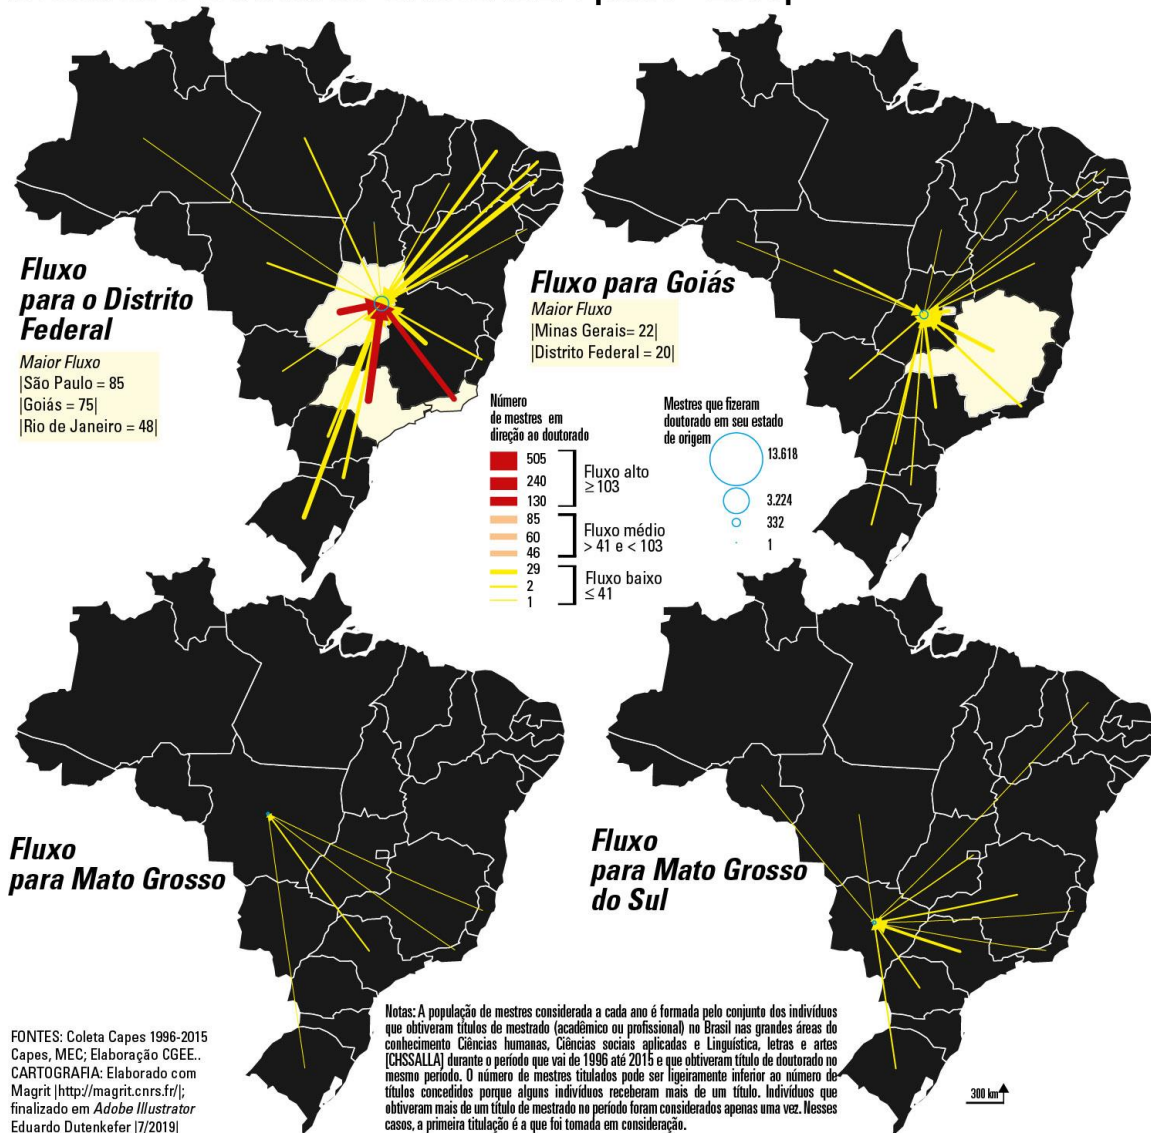 Fluxo
para o Distrito
Federal
Maior Fluxo
|São Paulo = 85
|Goiás = 75|
|Rio de Janeiro = 48|
Fluxo para Goiás
Maior Fluxo
|Minas Gerais= 22|
|Distrito Federal = 20|
Número
de mestres em
direção ao doutorado
505
240
130
Fluxo alto
≥ 103
85
60
46
Fluxo médio
> 41 e < 103
29
2
1
Fluxo baixo
≤ 41
Mestres que fizeram
doutorado em seu estado
de origem
13.618
3.224
332
1
Fluxo
para Mato Grosso
Fluxo
para Mato Grosso
do Sul
FONTES: Coleta Capes 1996-2015
Capes, MEC; Elaboração CGEE..
CARTOGRAFIA: Elaborado com
Magrit |http://magrit.cnrs.fr/|;
finalizado em Adobe Illustrator
Eduardo Dutenkefer |7/2019|
Notas: A população de mestres considerada a cada ano é formada pelo conjunto dos indivíduos
que obtiveram títulos de mestrado (acadêmico ou profissional) no Brasil nas grandes áreas do
conhecimento Ciências humanas, Ciências sociais aplicadas e Linguística, letras e artes
[CHSSALLA] durante o período que vai de 1996 até 2015 e que obtiveram título de doutorado no
mesmo período. O número de mestres titulados pode ser ligeiramente inferior ao número de
títulos concedidos porque alguns indivíduos receberam mais de um título. Indivíduos que
obtiveram mais de um título de mestrado no período foram considerados apenas uma vez. Nesses
casos, a primeira titulação é a que foi tomada em consideração.
300 km